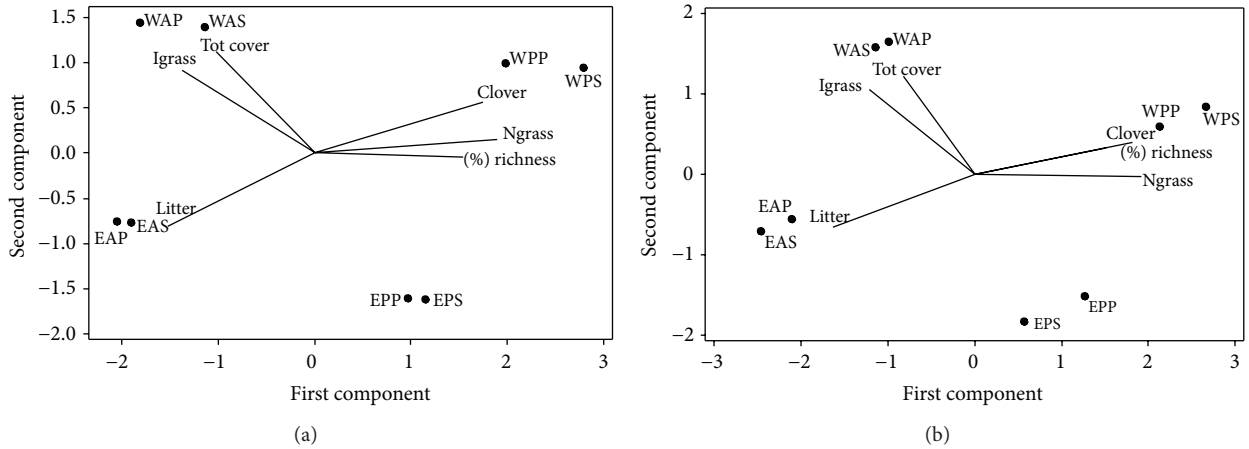 1.5
1.0
0.5
0.0
−0.5
−1.0
−1.5
−2.0
Second component
WAP
WAS
Tot cover
Igrass
WPP
WPS
Clover
Ngrass
(%) richness
Litter
EAS
EAP
EPP
EPS
−2
−1
0
1
2
3
First component
(a)
2
1
0
−1
−2
Second component
WAS
WAP
Tot cover
Igrass
WPP
WPS
Clover
(%) richness
Ngrass
EAP
Litter
EAS
EPP
EPS
−3
−2
−1
0
1
2
3
First component
(b)